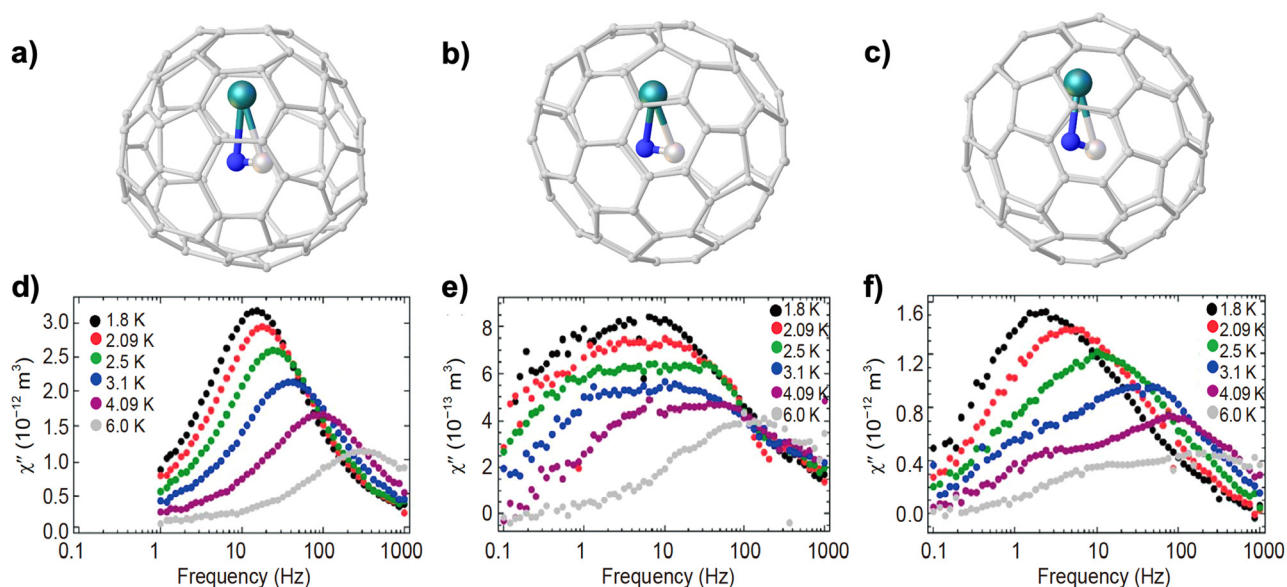 a)
b)
c)
d)
χ″ (10⁻¹² m³)
3.0
2.5
2.0
1.5
1.0
0.5
0.0
1.8 K
2.09 K
2.5 K
3.1 K
4.09 K
6.0 K
0.1 1 10 100 1000
Frequency (Hz)
e)
χ″ (10⁻¹³ m³)
8
6
4
2
0
1.8 K
2.09 K
2.5 K
3.1 K
4.09 K
6.0 K
0.1 1 10 100 1000
Frequency (Hz)
f)
χ″ (10⁻¹² m³)
1.6
1.2
0.8
0.4
0.0
1.8 K
2.09 K
2.5 K
3.1 K
4.09 K
6.0 K
0.1 1 10 100 1000
Frequency (Hz)